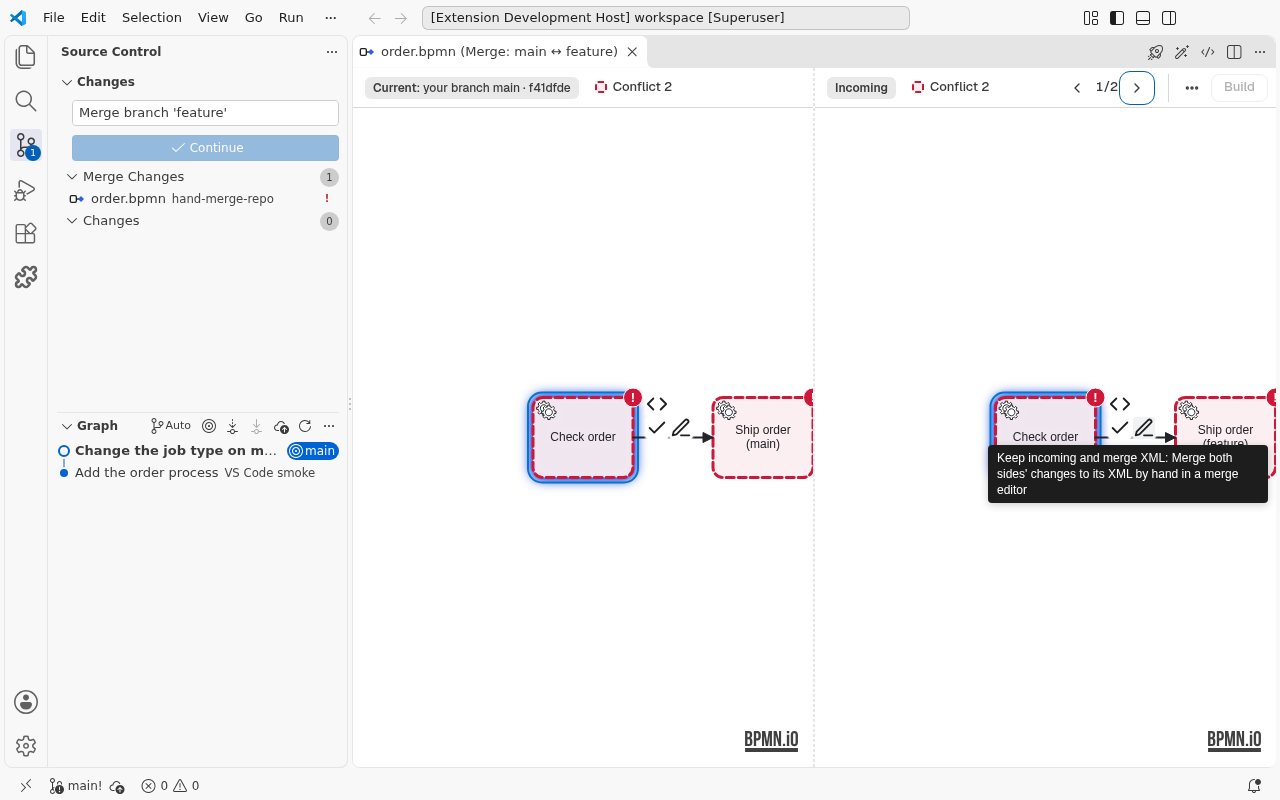 File Edit Selection View Go Run ···
[Extension Development Host] workspace [Superuser]
Source Control
Changes
Merge branch 'feature'
Continue
Merge Changes 1
order.bpmn hand-merge-repo !
Changes 0
1
Graph Auto
Change the job type on m... main
Add the order process VS Code smoke
order.bpmn (Merge: main ↔ feature)
Current: your branch main · f41dfde
Conflict 2
Incoming
Conflict 2
1/2
Build
Check order
Ship order
(main)
Check order
Ship order
(feature)
Keep incoming and merge XML: Merge both
sides' changes to its XML by hand in a merge
editor
BPMN.iO
BPMN.iO
main! 0 0